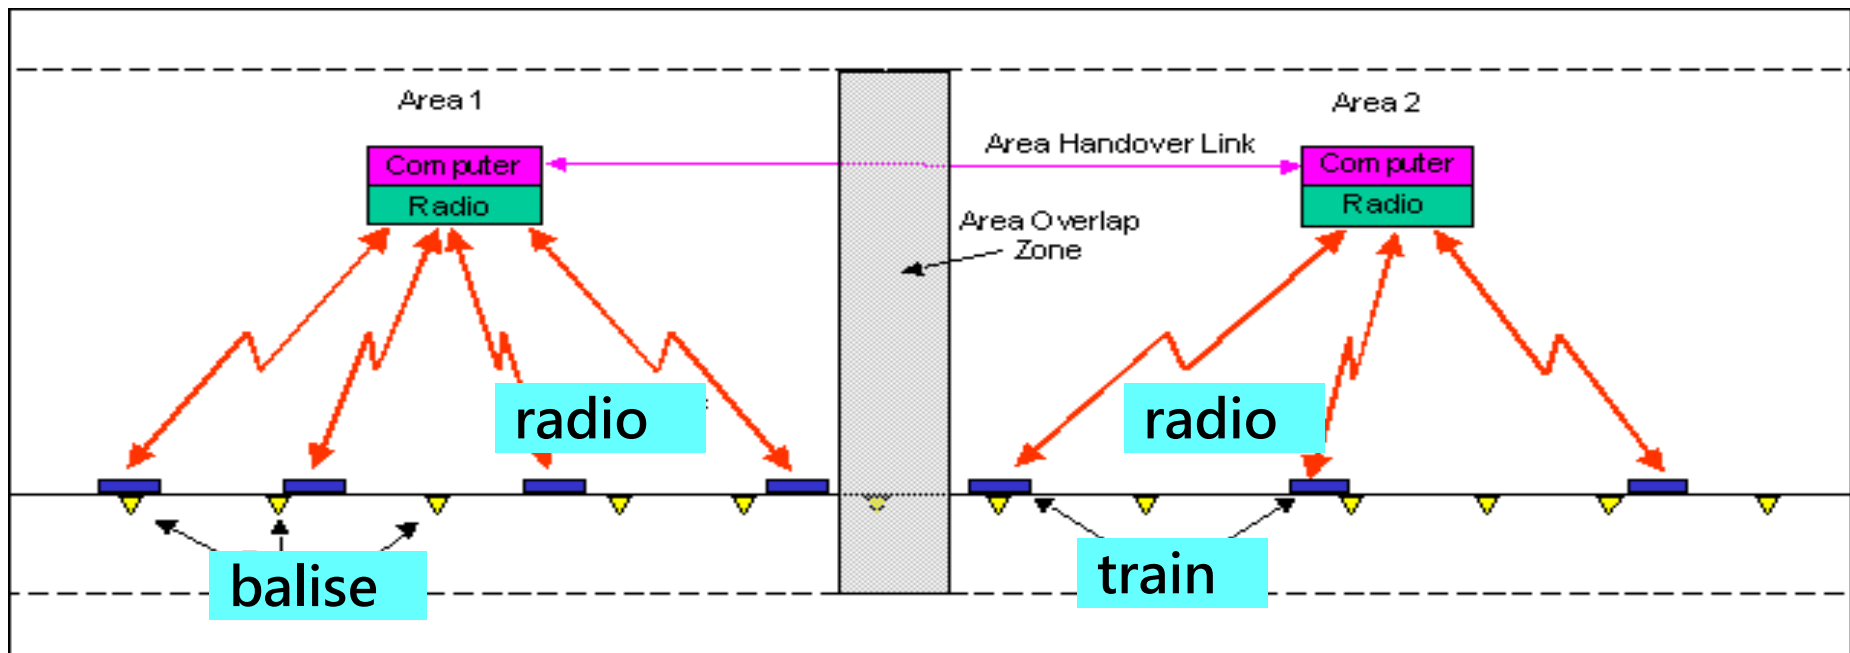 Area 1
Area 2
Area Handover Link
Computer
Radio
Computer
Radio
Area Overlap
Zone
radio
radio
balise
train